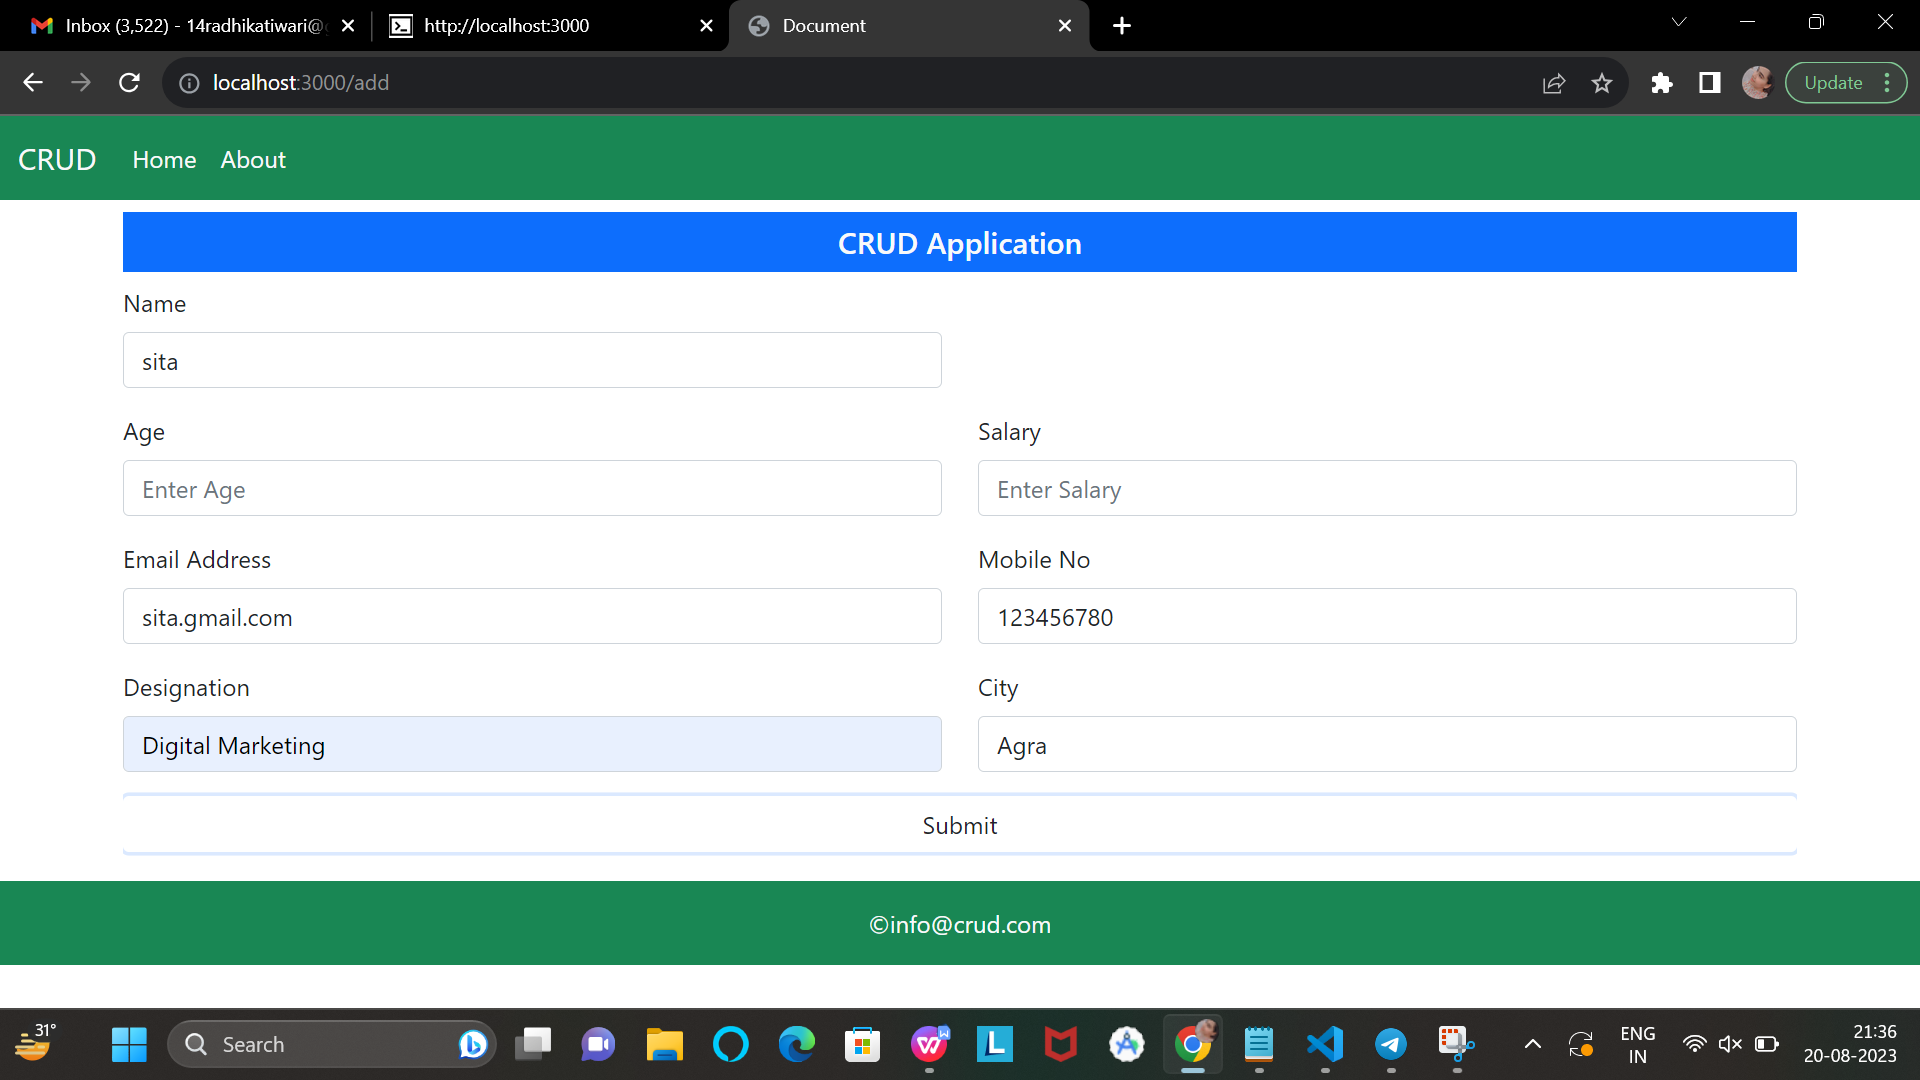 Inbox (3,522) - 14radhikatiwari@
http://localhost:3000
Document
localhost:3000/add
Update
CRUD
Home
About
CRUD Application
Name
sita
Age
Salary
Enter Age
Enter Salary
Email Address
Mobile No
sita.gmail.com
123456780
Designation
City
Digital Marketing
Agra
Submit
©info@crud.com
31°
Search
W
L
ENG
IN
21:36
20-08-2023